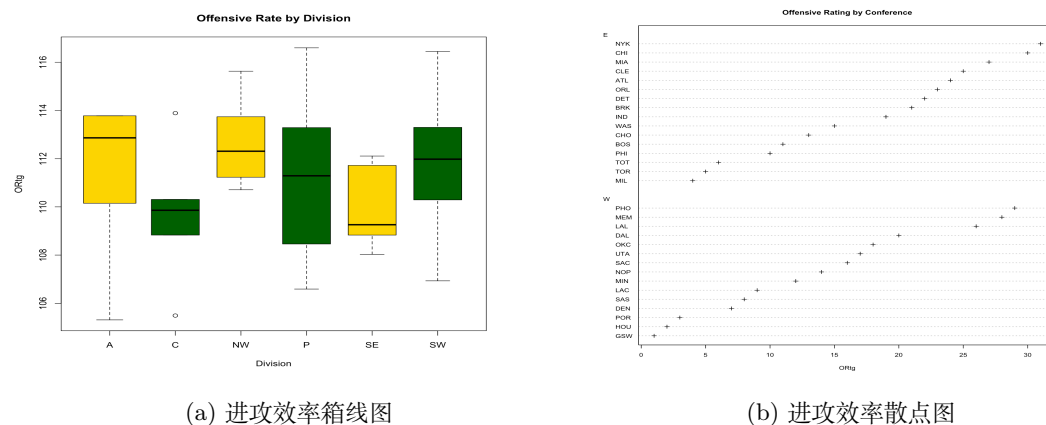 Offensive Rate by Division
ORtg
116
114
112
110
108
106
A C NW P SE SW
Division
(a) 进攻效率箱线图
Offensive Rating by Conference
E
NYK
CHI
MIA
CLE
ATL
ORL
DET
BRK
IND
WAS
CHO
BOS
PHI
TOT
TOR
MIL
W
PHO
MEM
LAL
DAL
OKC
UTA
SAC
NOP
MIN
LAC
SAS
DEN
POR
HOU
GSW
0 5 10 15 20 25 30
ORtg
(b) 进攻效率散点图